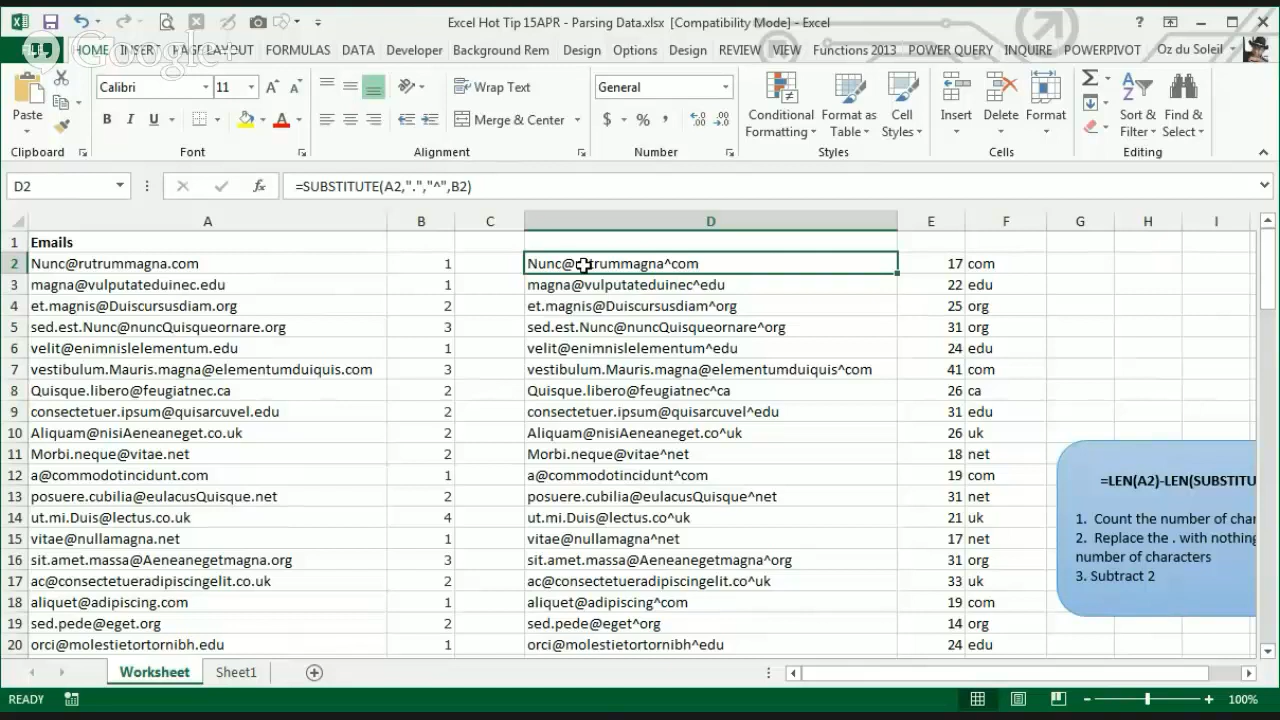 Excel Hot Tip 15APR - Parsing Data.xlsx [Compatibility Mode] - Excel
Google+
HOME INSERT PAGE LAYOUT FORMULAS DATA Developer Background Rem Design Options Design REVIEW VIEW Functions 2013 POWER QUERY INQUIRE POWERPIVOT Oz du Soleil
Paste
Clipboard
Calibri 11
B I U
Font
Wrap Text
Merge & Center
Alignment
General
$ % ,
Number
Conditional Formatting
Format as Table
Cell Styles
Styles
Insert Delete Format
Cells
Sort & Filter
Find & Select
Editing
D2 fx =SUBSTITUTE(A2,".","^",B2)
A B C D E F G H I
1 Emails
2 Nunc@rutrummagna.com 1 Nunc@rutrummagna^com 17 com
3 magna@vulputateduinec.edu 1 magna@vulputateduinec^edu 22 edu
4 et.magnis@Duiscursusdiam.org 2 et.magnis@Duiscursusdiam^org 25 org
5 sed.est.Nunc@nuncQuisqueornare.org 3 sed.est.Nunc@nuncQuisqueornare^org 31 org
6 velit@enimnislelementum.edu 1 velit@enimnislelementum^edu 24 edu
7 vestibulum.Mauris.magna@elementumduiquis.com 3 vestibulum.Mauris.magna@elementumduiquis^com 41 com
8 Quisque.libero@feugiatnec.ca 2 Quisque.libero@feugiatnec^ca 26 ca
9 consectetuer.ipsum@quisarcuvel.edu 2 consectetuer.ipsum@quisarcuvel^edu 31 edu
10 Aliquam@nisiAeneaneget.co.uk 2 Aliquam@nisiAeneaneget.co^uk 26 uk
11 Morbi.neque@vitae.net 2 Morbi.neque@vitae^net 18 net
12 a@commodotincidunt.com 1 a@commodotincidunt^com 19 com
13 posuere.cubilia@eulacusQuisque.net 2 posuere.cubilia@eulacusQuisque^net 31 net
14 ut.mi.Duis@lectus.co.uk 4 ut.mi.Duis@lectus.co^uk 21 uk
15 vitae@nullamagna.net 1 vitae@nullamagna^net 17 net
16 sit.amet.massa@Aeneanegetmagna.org 3 sit.amet.massa@Aeneanegetmagna^org 31 org
17 ac@consectetueradipiscingelit.co.uk 2 ac@consectetueradipiscingelit.co^uk 33 uk
18 aliquet@adipiscing.com 1 aliquet@adipiscing^com 19 com
19 sed.pede@eget.org 2 sed.pede@eget^org 14 org
20 orci@molestietortornibh.edu 1 orci@molestietortornibh^edu 24 edu
=LEN(A2)-LEN(SUBSTITU
1. Count the number of char
2. Replace the . with nothing
number of characters
3. Subtract 2
Worksheet Sheet1
READY 100%